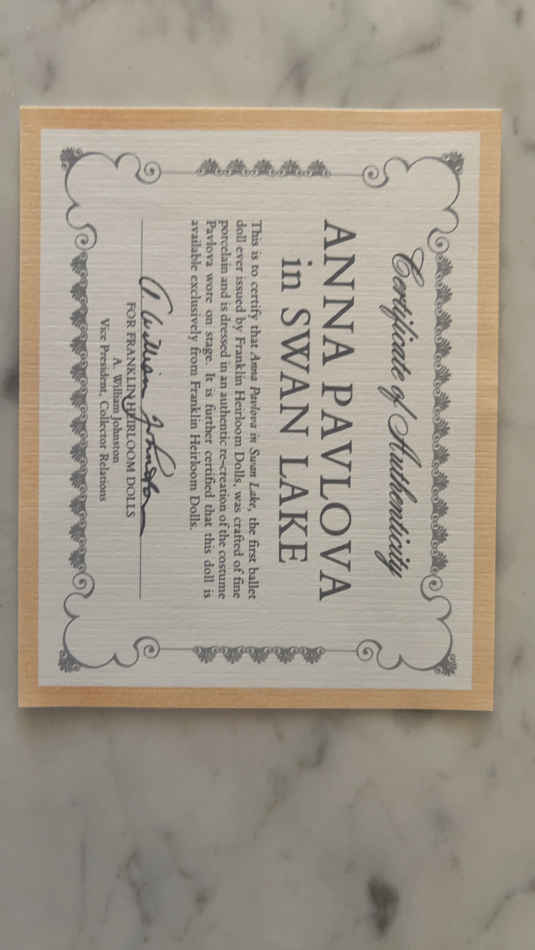 Certificate of Authenticity
ANNA PAVLOVA
in SWAN LAKE
This is to certify that Anna Pavlova in Swan Lake, the first ballet
doll ever issued by Franklin Heirloom Dolls, was crafted of fine
porcelain and is dressed in an authentic re-creation of the costume
Pavlova wore on stage. It is further certified that this doll is
available exclusively from Franklin Heirloom Dolls.
A. William Johnston
FOR FRANKLIN HEIRLOOM DOLLS
A. William Johnston
Vice President, Collector Relations